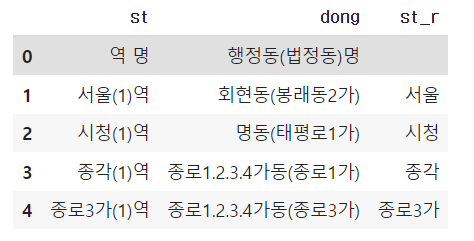 st dong st_r
0 역 명 행정동(법정동)명
1 서울(1)역 회현동(봉래동2가) 서울
2 시청(1)역 명동(태평로1가) 시청
3 종각(1)역 종로1.2.3.4가동(종로1가) 종각
4 종로3가(1)역 종로1.2.3.4가동(종로3가) 종로3가